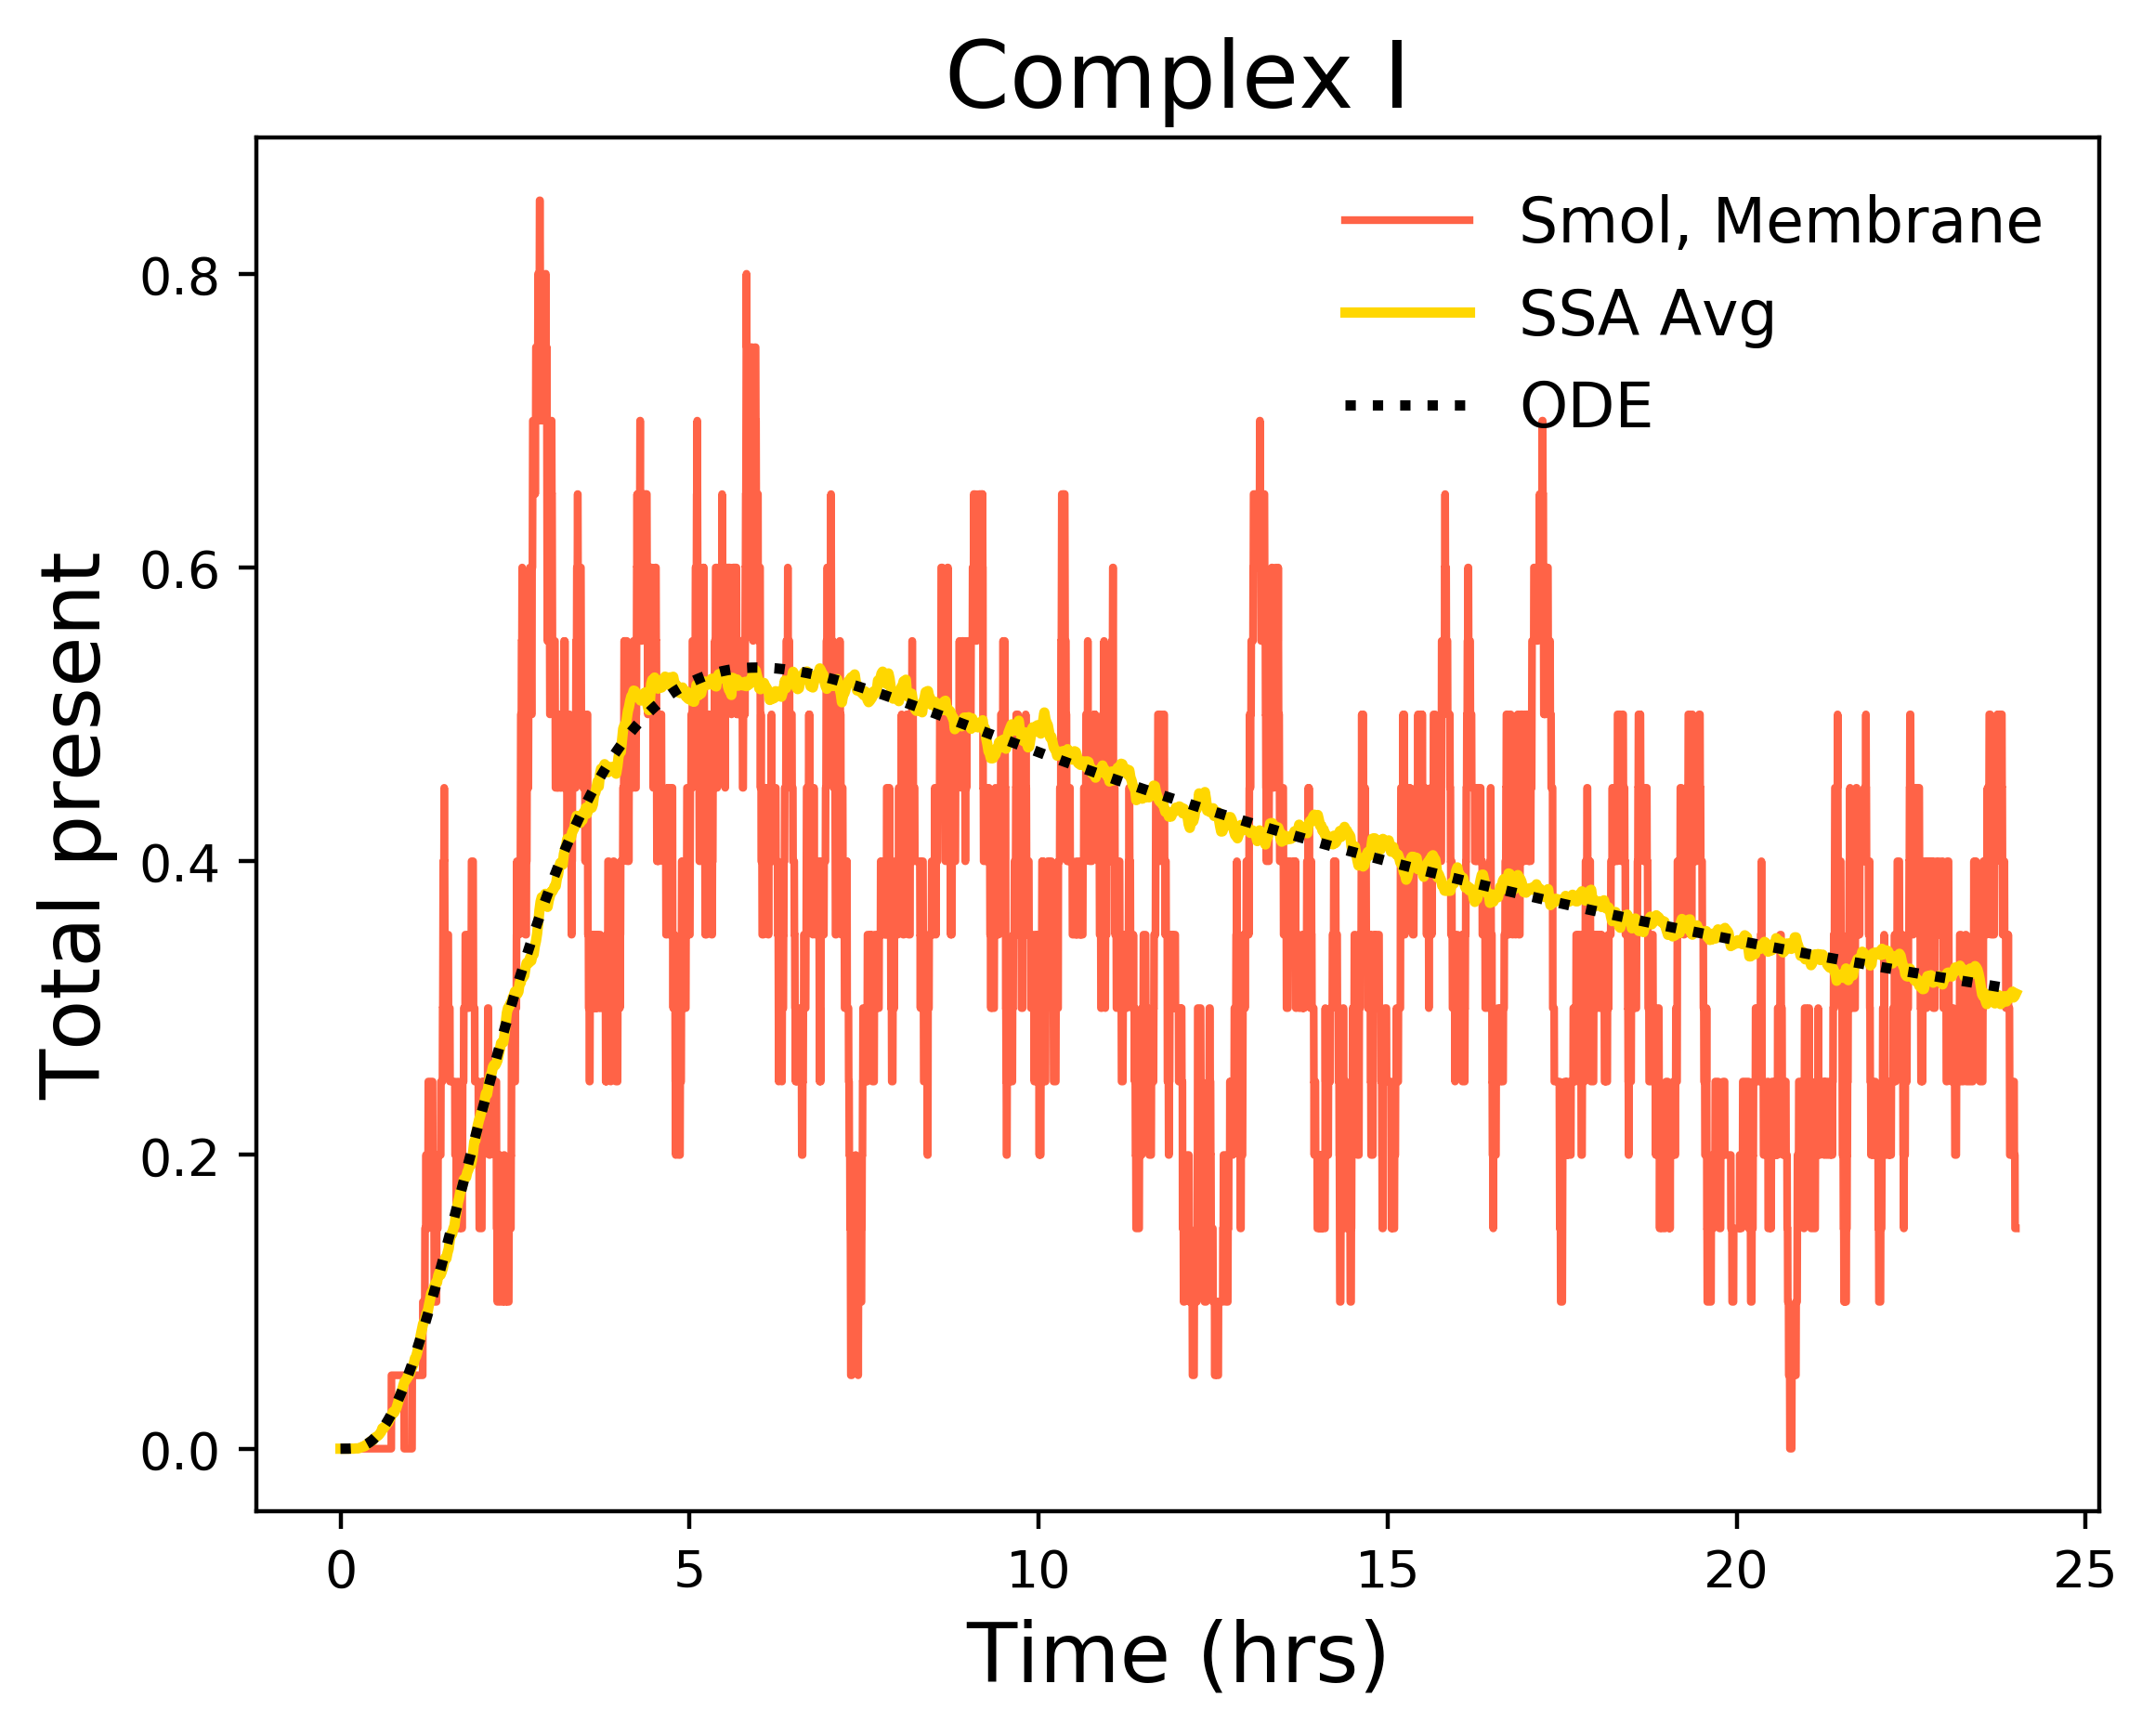 Complex I
Smol, Membrane
SSA Avg
ODE
Total present
0.8
0.6
0.4
0.2
0.0
0 5 10 15 20 25
Time (hrs)